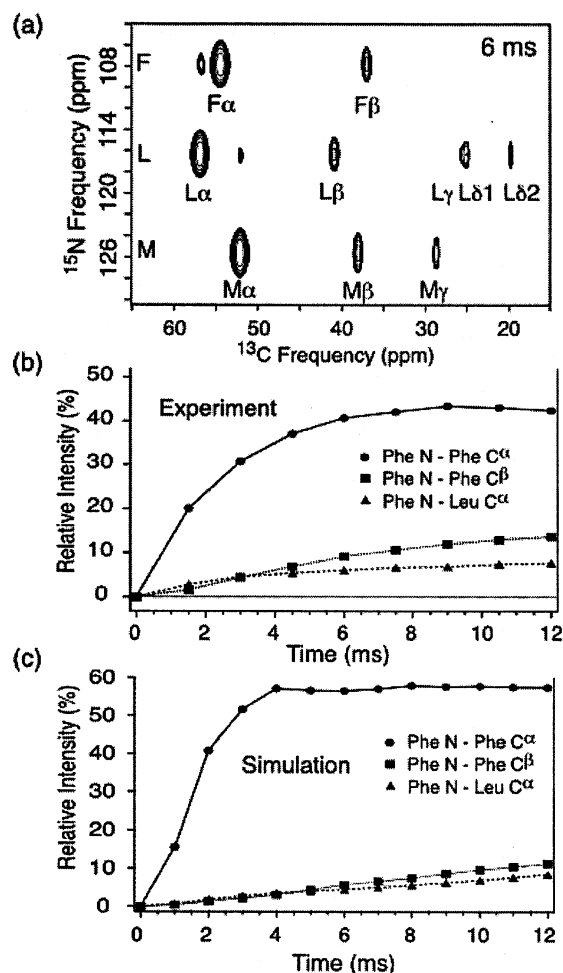 (a)
6 ms
F
Fα
Fβ
L
Lα
Lβ
Lγ Lδ1 Lδ2
M
Mα
Mβ
Mγ
108
114
120
126
15N Frequency (ppm)
60 50 40 30 20
13C Frequency (ppm)
(b)
Experiment
Phe N - Phe Cα
Phe N - Phe Cβ
Phe N - Leu Cα
50
40
30
20
10
0
Relative Intensity (%)
0 2 4 6 8 10 12
Time (ms)
(c)
Simulation
Phe N - Phe Cα
Phe N - Phe Cβ
Phe N - Leu Cα
60
50
40
30
20
10
0
Relative Intensity (%)
0 2 4 6 8 10 12
Time (ms)